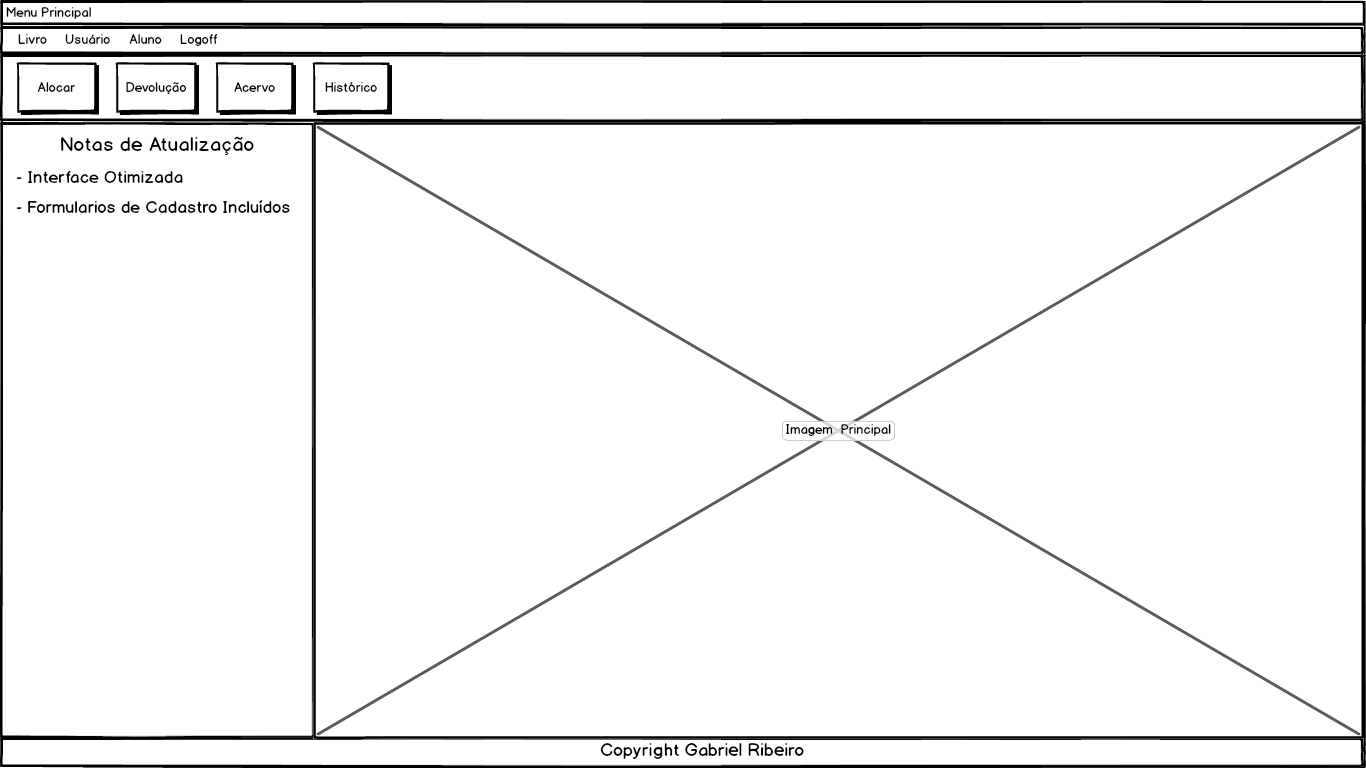 Menu Principal
Livro Usuário Aluno Logoff
Alocar Devolução Acervo Histórico
Notas de Atualização
- Interface Otimizada
- Formularios de Cadastro Incluídos
Imagem Principal
Copyright Gabriel Ribeiro